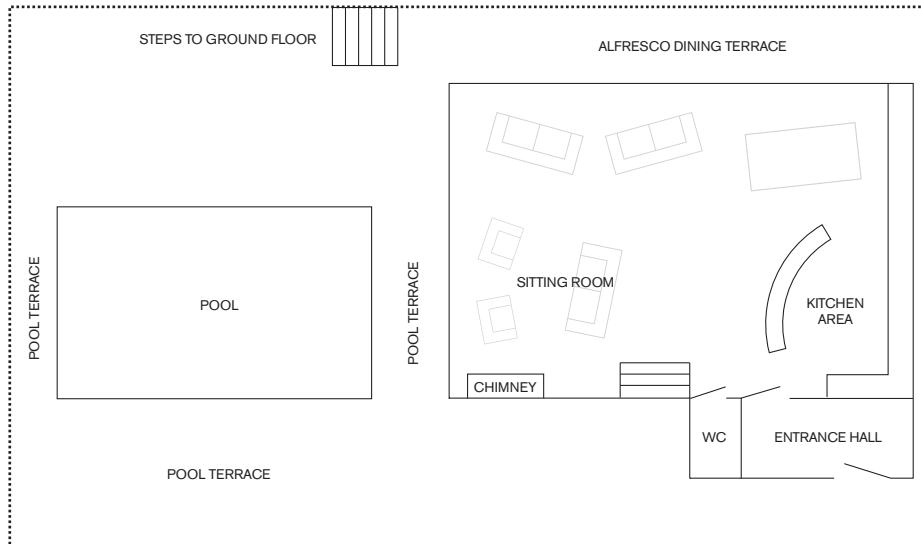 STEPS TO GROUND FLOOR
ALFRESCO DINING TERRACE
POOL TERRACE
POOL
POOL TERRACE
SITTING ROOM
KITCHEN
AREA
CHIMNEY
WC
ENTRANCE HALL
POOL TERRACE